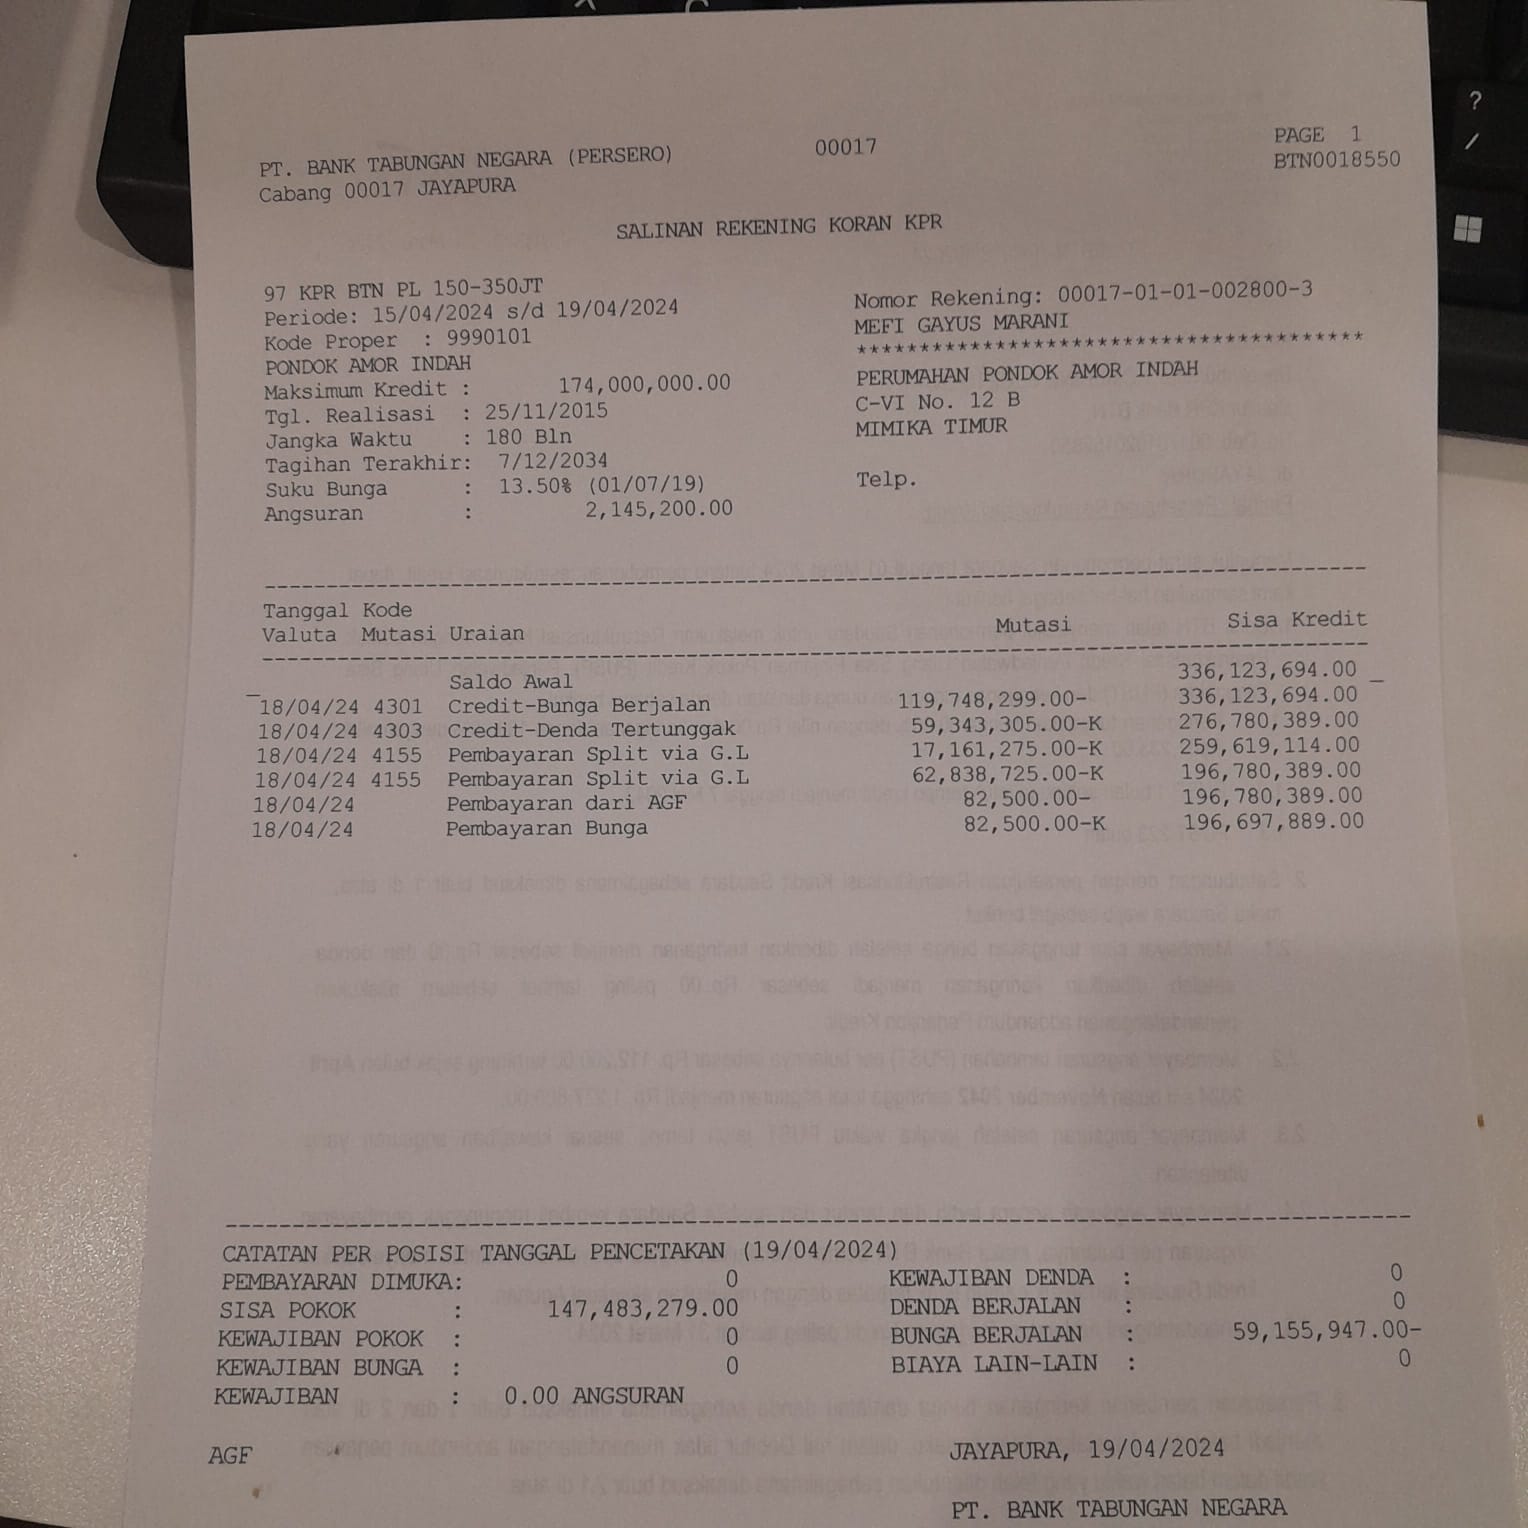 PT. BANK TABUNGAN NEGARA (PERSERO) 00017 PAGE 1
Cabang 00017 JAYAPURA BTN0018550
SALINAN REKENING KORAN KPR
97 KPR BTN PL 150-350JT Nomor Rekening: 00017-01-01-002800-3
Periode: 15/04/2024 s/d 19/04/2024 MEFI GAYUS MARANI
Kode Proper : 9990101 ****************************************
PONDOK AMOR INDAH PERUMAHAN PONDOK AMOR INDAH
Maksimum Kredit : 174,000,000.00 C-VI No. 12 B
Tgl. Realisasi : 25/11/2015 MIMIKA TIMUR
Jangka Waktu : 180 Bln
Tagihan Terakhir: 7/12/2034 Telp.
Suku Bunga : 13.50% (01/07/19)
Angsuran : 2,145,200.00
Tanggal Kode
Valuta Mutasi Uraian Mutasi Sisa Kredit
Saldo Awal 336,123,694.00
18/04/24 4301 Credit-Bunga Berjalan 119,748,299.00- 336,123,694.00
18/04/24 4303 Credit-Denda Tertunggak 59,343,305.00-K 276,780,389.00
18/04/24 4155 Pembayaran Split via G.L 17,161,275.00-K 259,619,114.00
18/04/24 4155 Pembayaran Split via G.L 62,838,725.00-K 196,780,389.00
18/04/24 Pembayaran dari AGF 82,500.00- 196,780,389.00
18/04/24 Pembayaran Bunga 82,500.00-K 196,697,889.00
CATATAN PER POSISI TANGGAL PENCETAKAN (19/04/2024)
PEMBAYARAN DIMUKA: 0 KEWAJIBAN DENDA : 0
SISA POKOK : 147,483,279.00 DENDA BERJALAN : 0
KEWAJIBAN POKOK : 0 BUNGA BERJALAN : 59,155,947.00-
KEWAJIBAN BUNGA : 0 BIAYA LAIN-LAIN : 0
KEWAJIBAN : 0.00 ANGSURAN
AGF JAYAPURA, 19/04/2024
PT. BANK TABUNGAN NEGARA